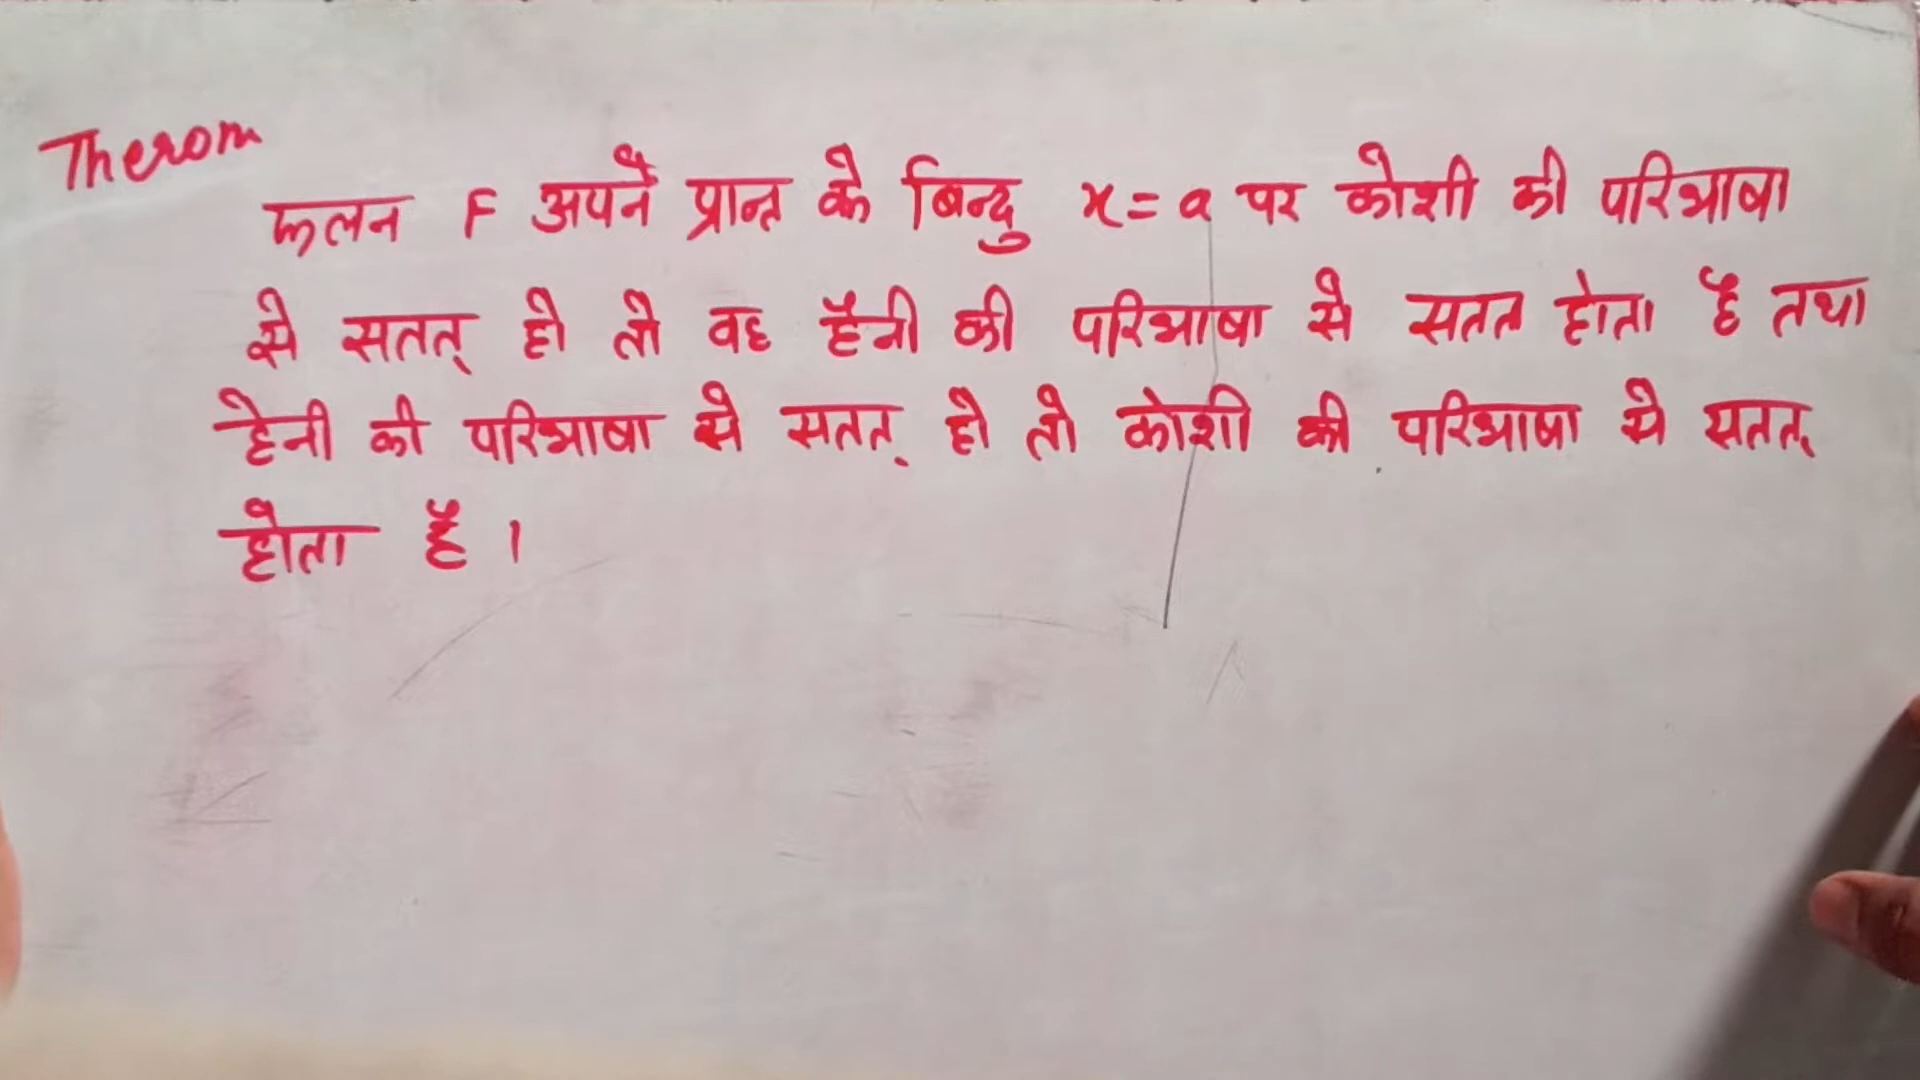 Therom
फलन F अपने प्रान्त के बिन्दु x = a पर कोशी की परिभाषा
से सतत् हो तो वह हैनी की परिभाषा से सतत होता है तथा
हेनी की परिभाषा से सतत् हो तो कोशी की परिभाषा से सतत्
होता है ।